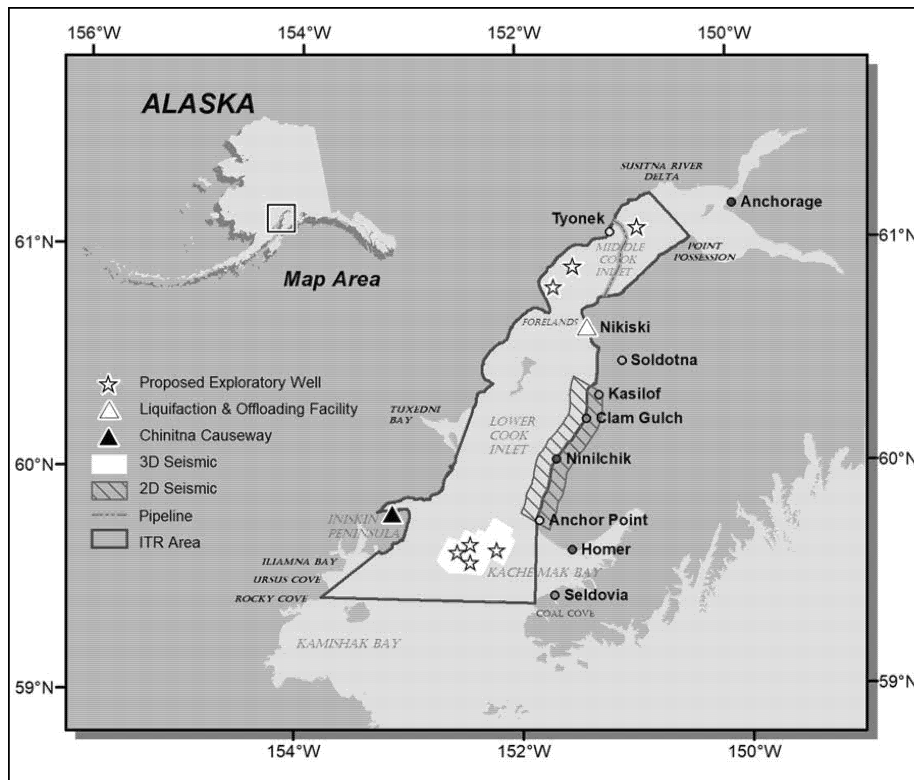 156°W
154°W
152°W
150°W
ALASKA
SUSITNA RIVER
DELTA
Anchorage
Tyonek
61°N
61°N
MIDDLE
COOK
INLET
POINT
POSSESSION
Map Area
FORELANDS
Nikiski
Soldotna
Proposed Exploratory Well
Kasilof
Liquifaction & Offloading Facility
TUXEDNI
BAY
Clam Gulch
Chinitna Causeway
LOWER
COOK
INLET
60°N
3D Seismic
Ninilchik
60°N
2D Seismic
Pipeline
INISKIN
PENINSULA
Anchor Point
ITR Area
Homer
ILIAMNA BAY
KACHEMAK BAY
URSUS COVE
Seldovia
ROCKY COVE
COAL COVE
KAMISHAK BAY
59°N
59°N
154°W
152°W
150°W